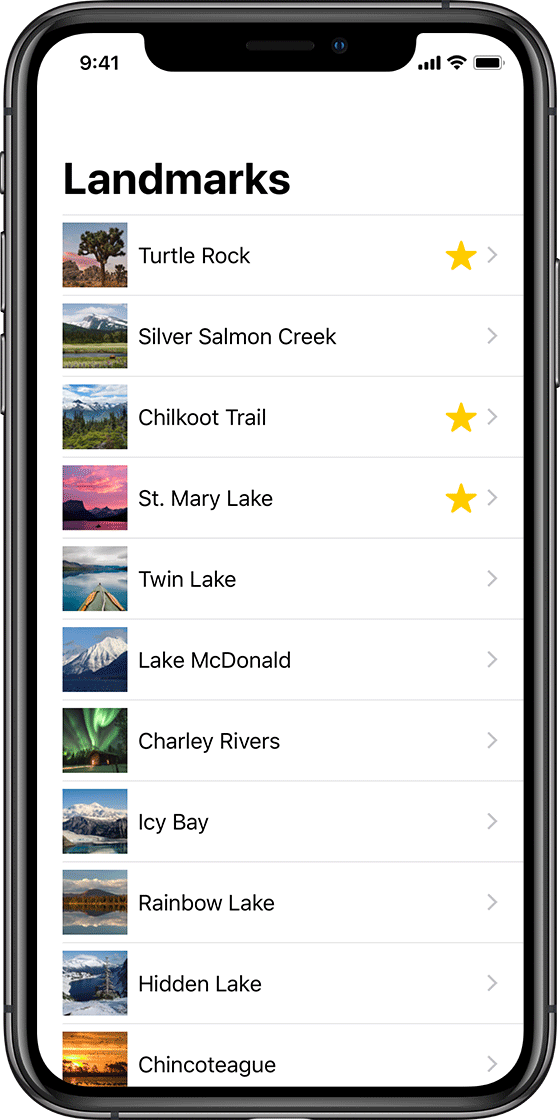 9:41
Landmarks
Turtle Rock
Silver Salmon Creek
Chilkoot Trail
St. Mary Lake
Twin Lake
Lake McDonald
Charley Rivers
Icy Bay
Rainbow Lake
Hidden Lake
Chincoteague